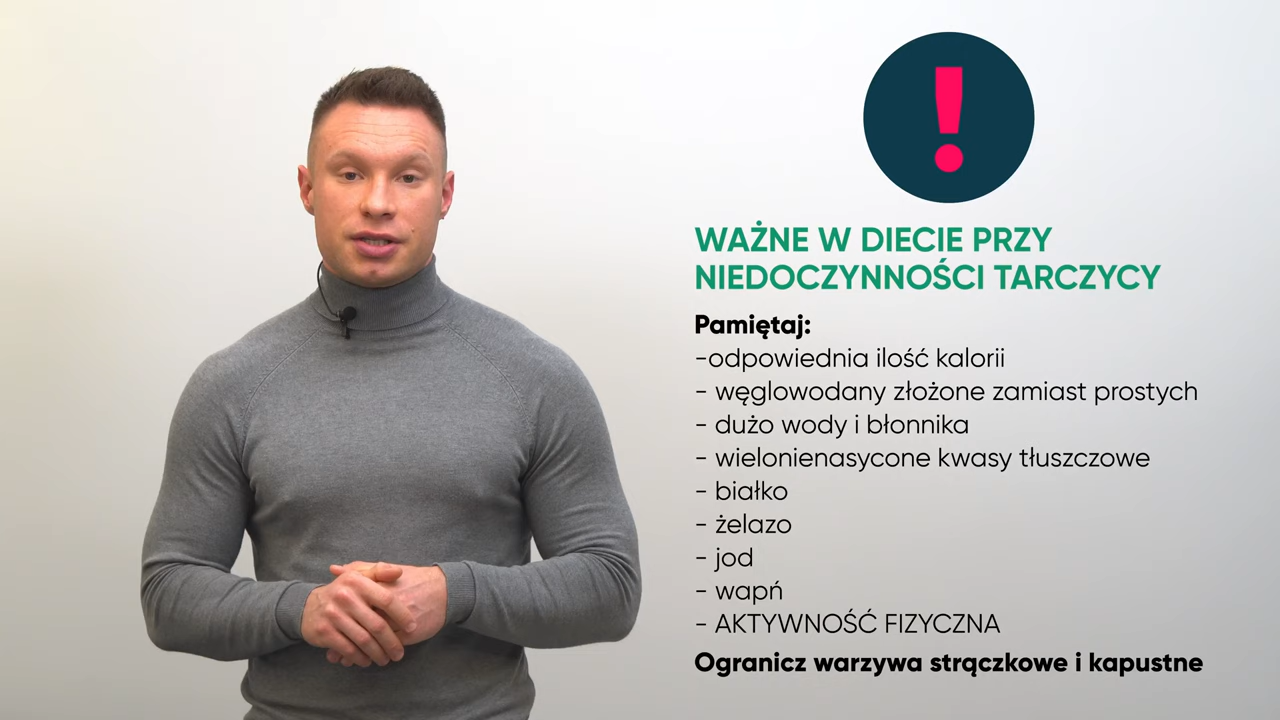 !
WAŻNE W DIECIE PRZY
NIEDOCZYNNOŚCI TARCZYCY
Pamiętaj:
-odpowiednia ilość kalorii
- węglowodany złożone zamiast prostych
- dużo wody i błonnika
- wielonienasycone kwasy tłuszczowe
- białko
- żelazo
- jod
- wapń
- AKTYWNOŚĆ FIZYCZNA
Ogranicz warzywa strączkowe i kapustne